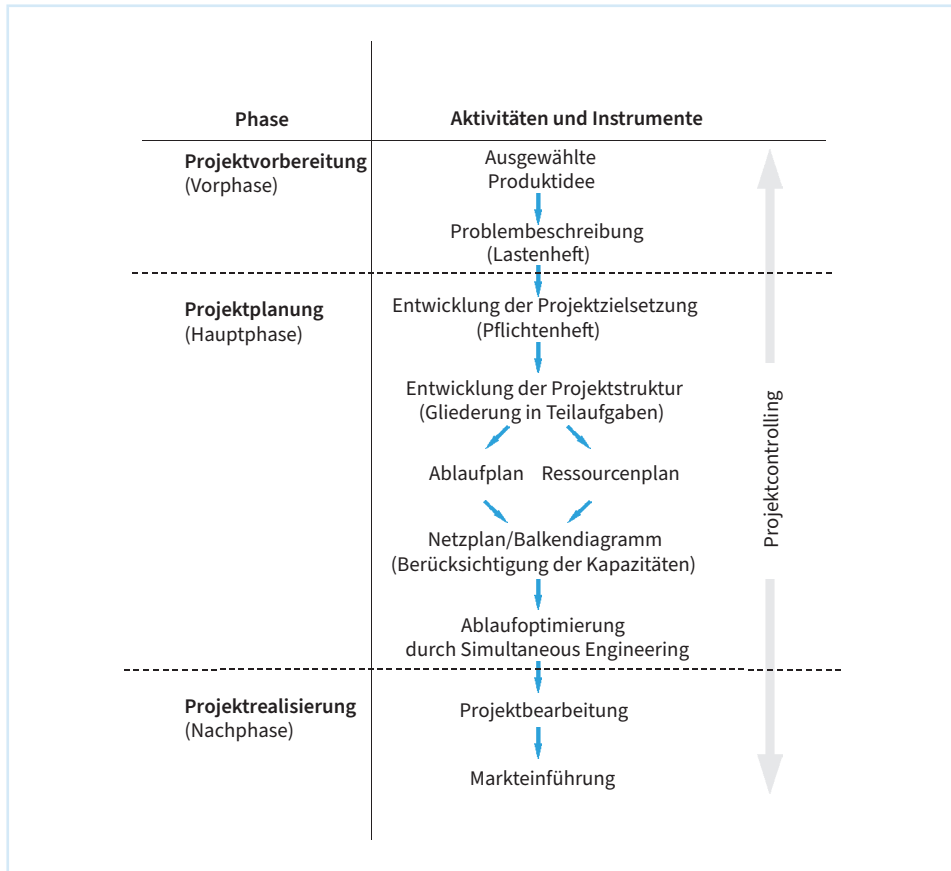 Phase
Aktivitäten und Instrumente
Projektvorbereitung
(Vorphase)
Ausgewählte
Produktidee
Problembeschreibung
(Lastenheft)
Projektplanung
(Hauptphase)
Entwicklung der Projektzielsetzung
(Pflichtenheft)
Entwicklung der Projektstruktur
(Gliederung in Teilaufgaben)
Ablaufplan
Ressourcenplan
Netzplan/Balkendiagramm
(Berücksichtigung der Kapazitäten)
Ablaufoptimierung
durch Simultaneous Engineering
Projektrealisierung
(Nachphase)
Projektbearbeitung
Markteinführung
Projektcontrolling